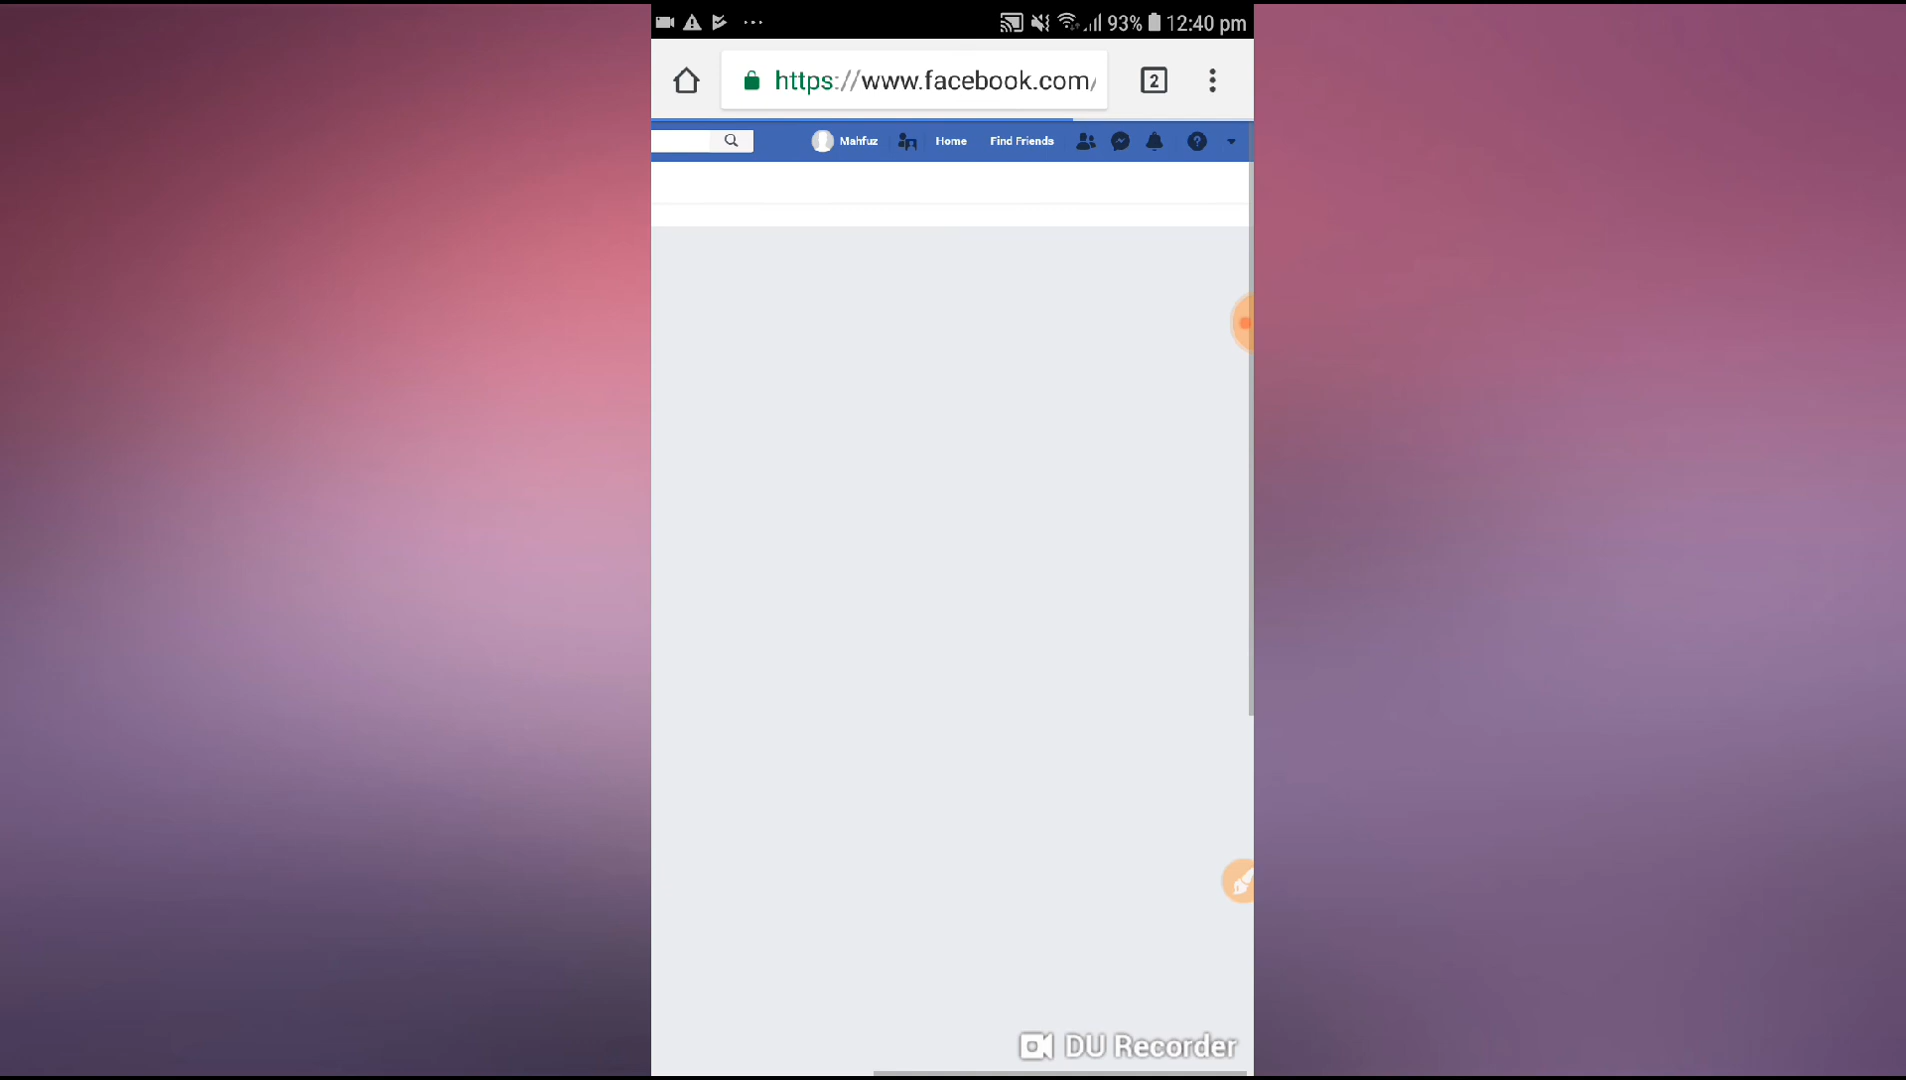 93% 12:40 pm
https://www.facebook.com/
2
Mahfuz Home Find Friends
DU Recorder